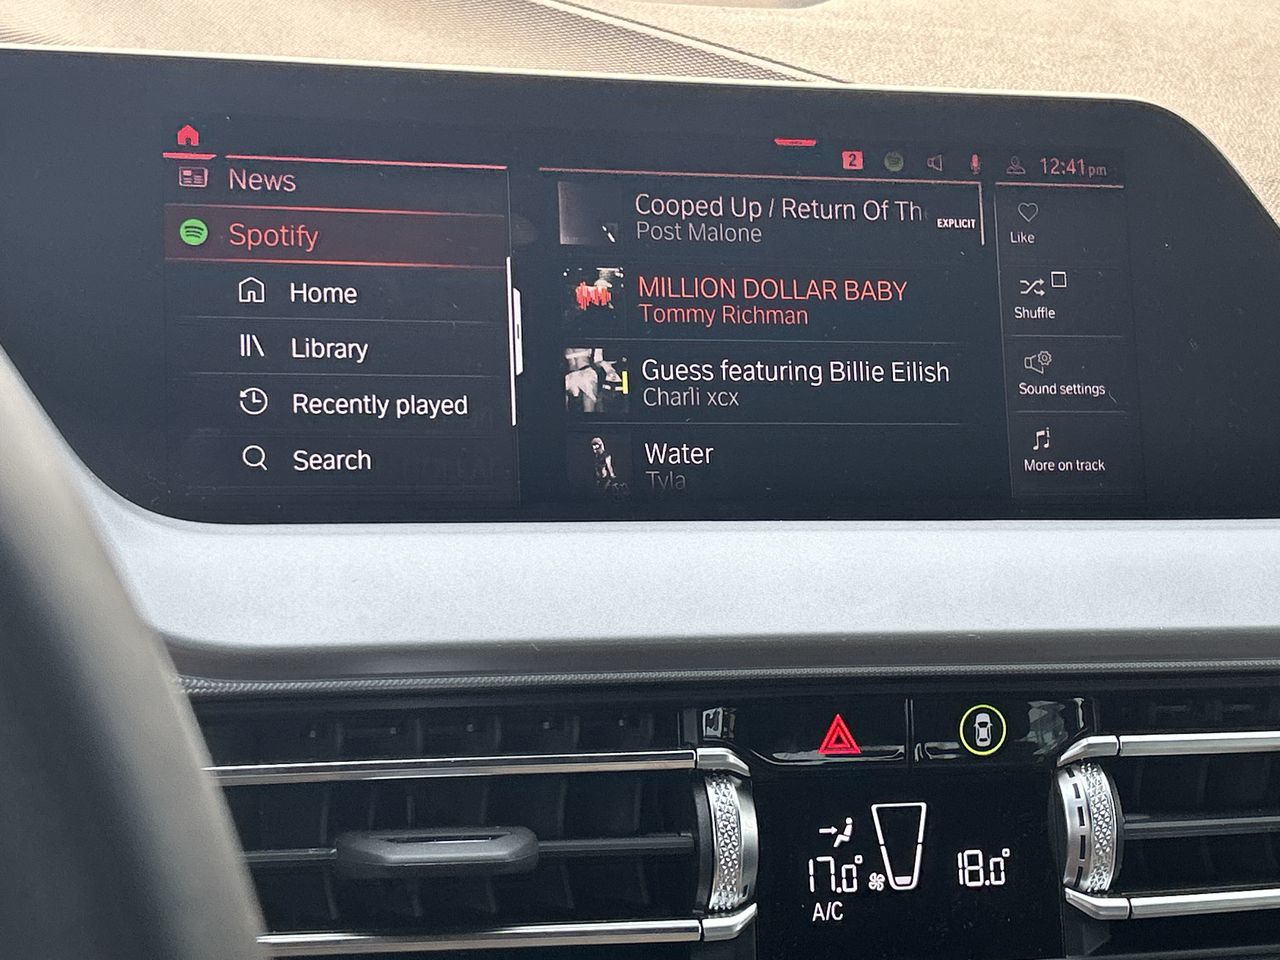 2
12:41pm
News
Spotify
Home
Library
Recently played
Search
Cooped Up / Return Of Th
EXPLICIT
Post Malone
MILLION DOLLAR BABY
Tommy Richman
Guess featuring Billie Eilish
Charli xcx
Water
Tyla
Like
Shuffle
Sound settings
More on track
17.0°
18.0°
A/C